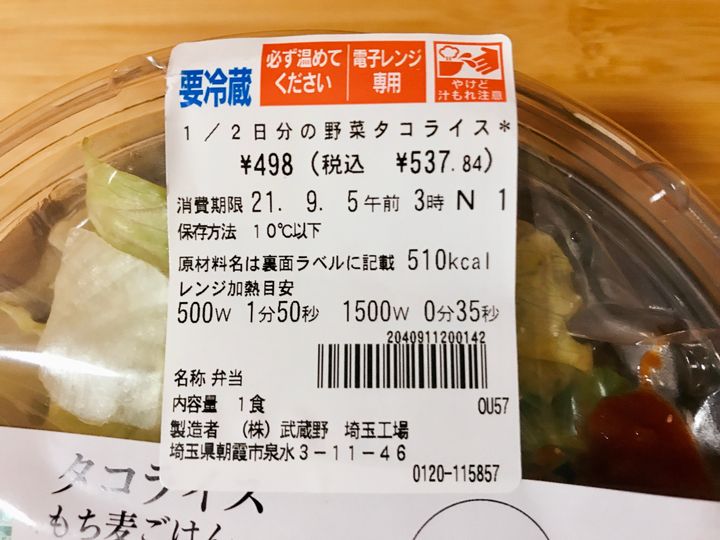 要冷蔵
必ず温めて
ください
電子レンジ
専用
やけど
汁もれ注意
1/2日分の野菜タコライス*
¥498(税込 ¥537.84)
消費期限 21. 9. 5午前 3時 N 1
保存方法 10℃以下
原材料名は裏面ラベルに記載 510kcal
レンジ加熱目安
500W 1分50秒 1500W 0分35秒
2040911200142
名称 弁当
内容量 1食
OU57
製造者 (株)武蔵野 埼玉工場
埼玉県朝霞市泉水3-11-46
0120-115857
タコライス
もち麦ごはん